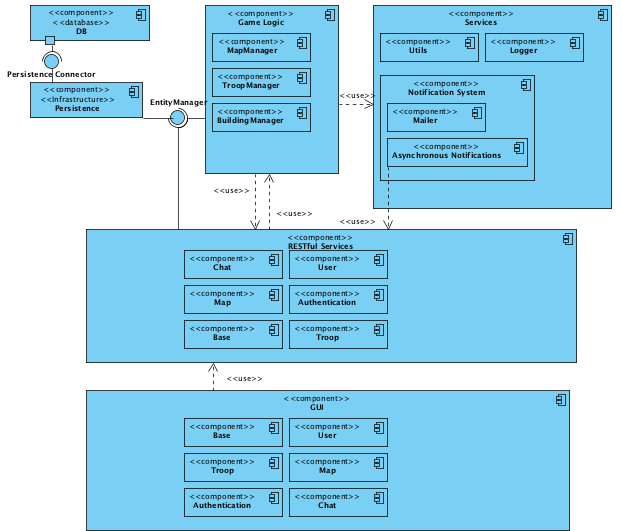 <<component>>
<<database>>
DB
Persistence Connector
<<component>>
<<Infrastructure>>
Persistence
EntityManager
<<component>>
Game Logic
<<component>>
MapManager
<<component>>
TroopManager
<<component>>
BuildingManager
<<use>>
<<component>>
Services
<<component>>
Utils
<<component>>
Logger
<<component>>
Notification System
<<component>>
Mailer
<<component>>
Asynchronous Notifications
<<use>>
<<use>>
<<use>>
<<component>>
RESTful Services
<<component>>
Chat
<<component>>
User
<<component>>
Map
<<component>>
Authentication
<<component>>
Base
<<component>>
Troop
<<use>>
<<component>>
GUI
<<component>>
Base
<<component>>
User
<<component>>
Troop
<<component>>
Map
<<component>>
Authentication
<<component>>
Chat